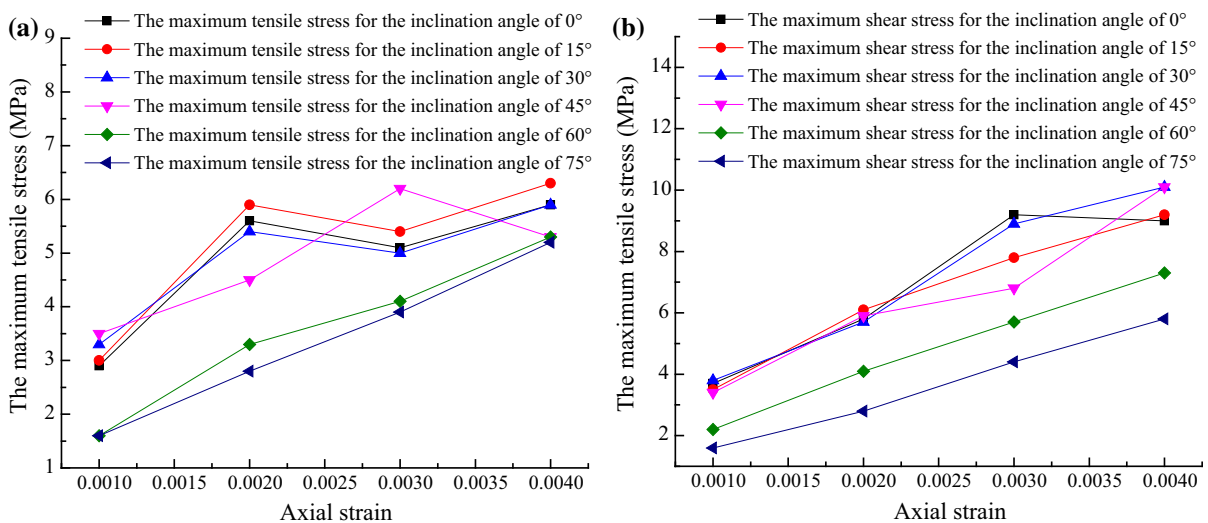 (a)
The maximum tensile stress for the inclination angle of 0°
The maximum tensile stress for the inclination angle of 15°
The maximum tensile stress for the inclination angle of 30°
The maximum tensile stress for the inclination angle of 45°
The maximum tensile stress for the inclination angle of 60°
The maximum tensile stress for the inclination angle of 75°
The maximum tensile stress (MPa)
9
8
7
6
5
4
3
2
1
0.0010 0.0015 0.0020 0.0025 0.0030 0.0035 0.0040
Axial strain
(b)
The maximum shear stress for the inclination angle of 0°
The maximum shear stress for the inclination angle of 15°
The maximum shear stress for the inclination angle of 30°
The maximum shear stress for the inclination angle of 45°
The maximum shear stress for the inclination angle of 60°
The maximum shear stress for the inclination angle of 75°
The maximum tensile stress (MPa)
14
12
10
8
6
4
2
0.0010 0.0015 0.0020 0.0025 0.0030 0.0035 0.0040
Axial strain